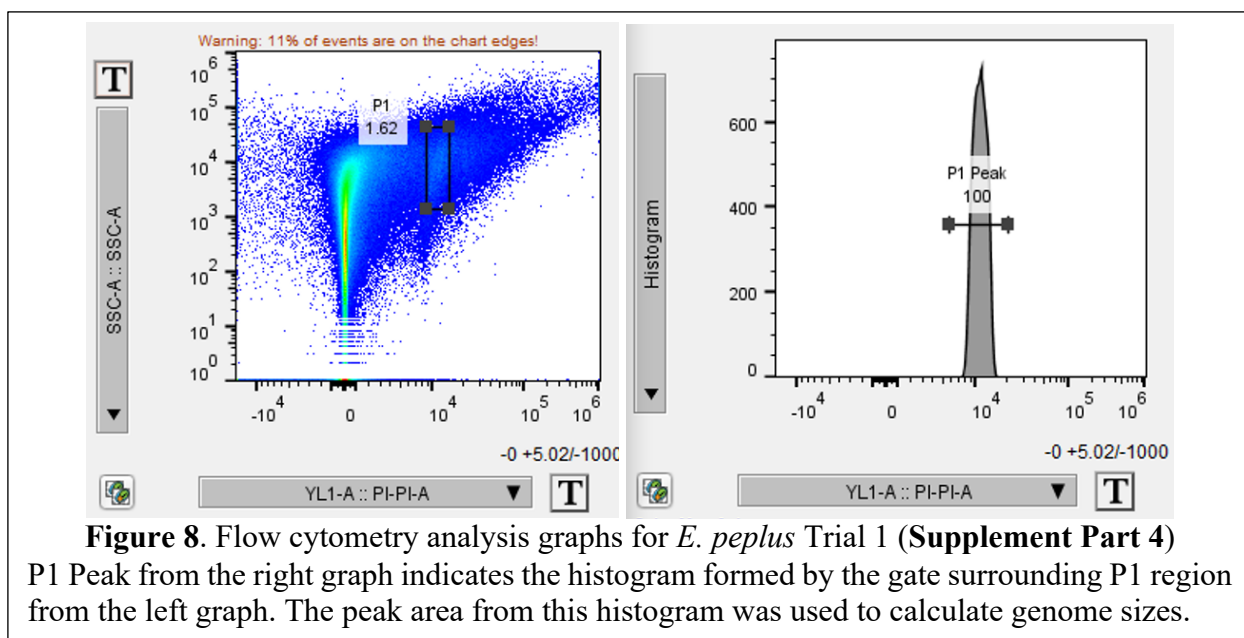 Warning: 11% of events are on the chart edges!
T
SSC-A :: SSC-A
10^6
10^5
10^4
10^3
10^2
10^1
10^0
P1
1.62
-10^4
0
10^4
10^5
10^6
-0 +5.02/-1000
YL1-A :: PI-PI-A
T
Histogram
600
400
200
0
P1 Peak
100
-10^4
0
10^4
10^5
10^6
-0 +5.02/-1000
YL1-A :: PI-PI-A
T
Figure 8. Flow cytometry analysis graphs for E. peplus Trial 1 (Supplement Part 4)
P1 Peak from the right graph indicates the histogram formed by the gate surrounding P1 region
from the left graph. The peak area from this histogram was used to calculate genome sizes.